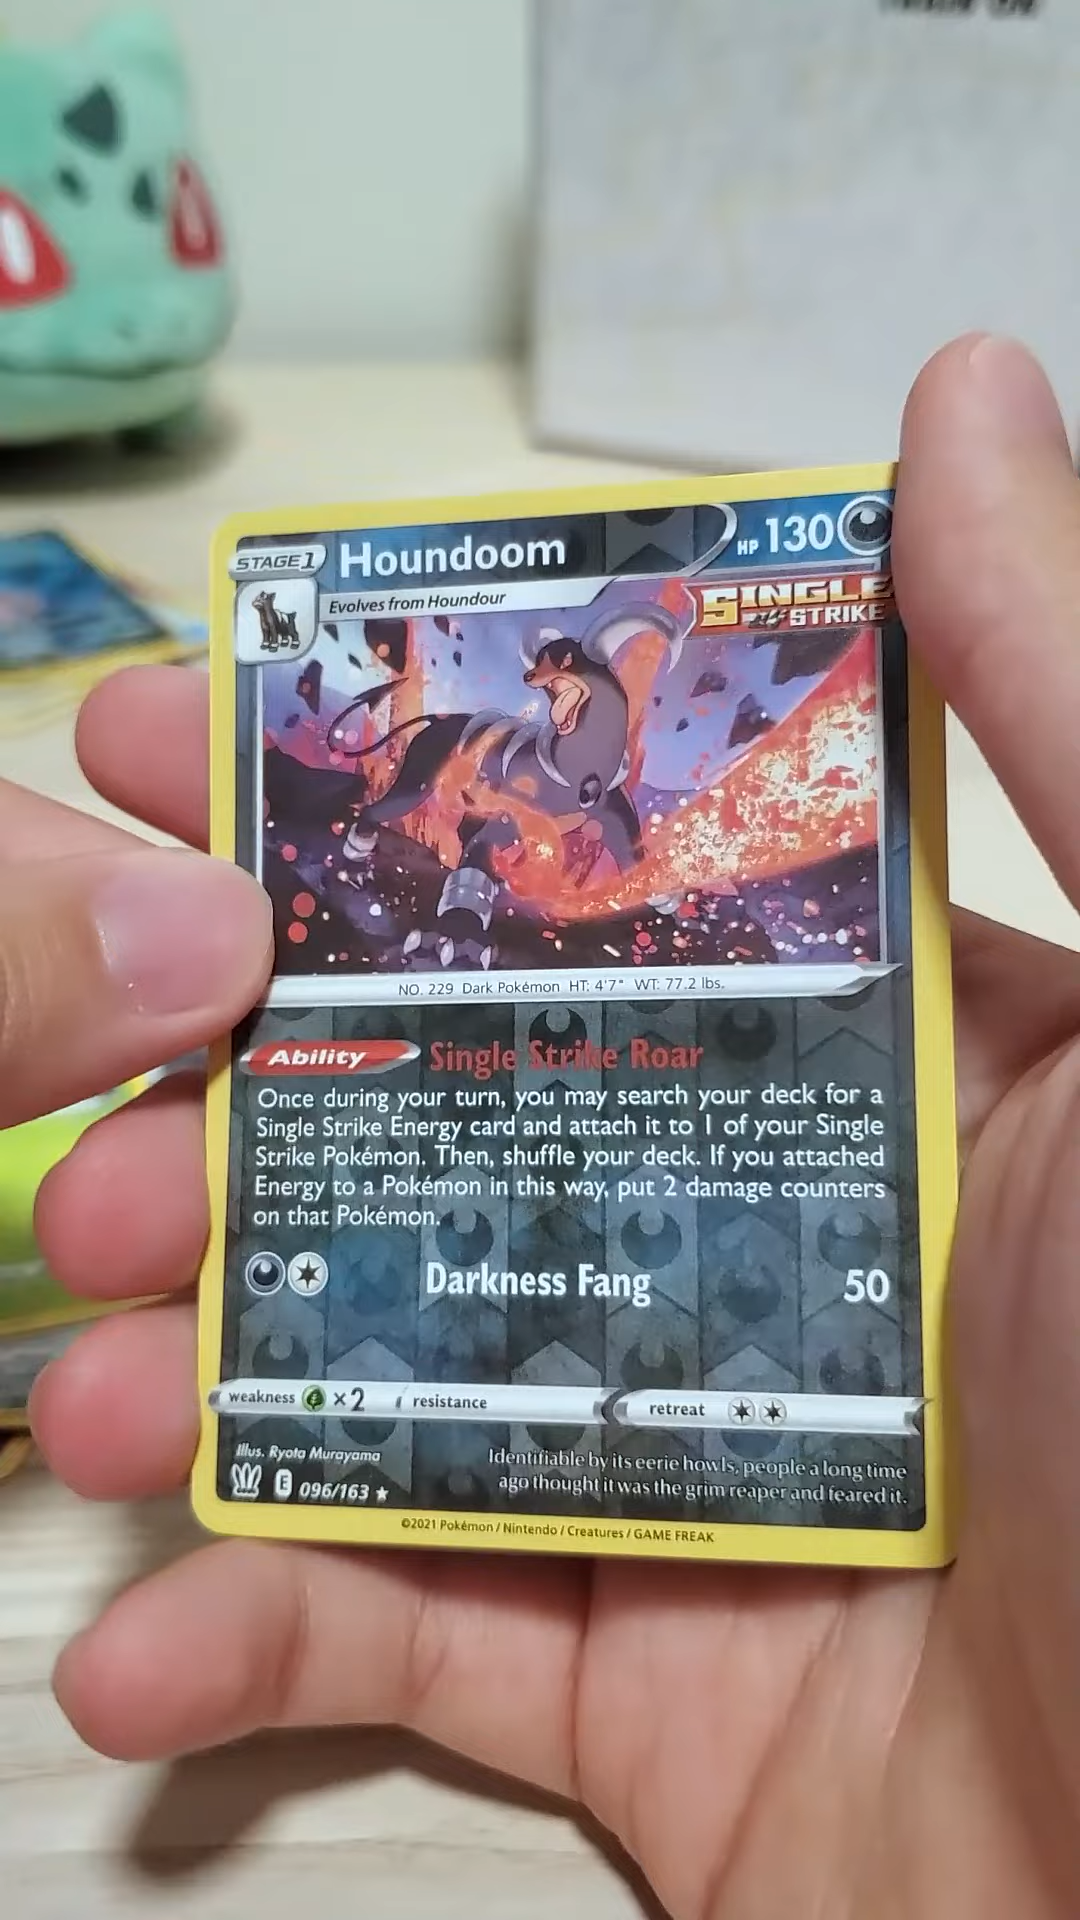 STAGE 1
Houndoom
HP 130
Evolves from Houndour
SINGLE
STRIKE
NO. 229 Dark Pokémon HT: 4'7" WT: 77.2 lbs.
Ability
Single Strike Roar
Once during your turn, you may search your deck for a
Single Strike Energy card and attach it to 1 of your Single
Strike Pokémon. Then, shuffle your deck. If you attached
Energy to a Pokémon in this way, put 2 damage counters
on that Pokémon.
Darkness Fang
50
weakness ×2 resistance
retreat
Illus. Ryota Murayama
Identifiable by its eerie howls, people a long time
ago thought it was the grim reaper and feared it.
E 096/163 ★
©2021 Pokémon / Nintendo / Creatures / GAME FREAK